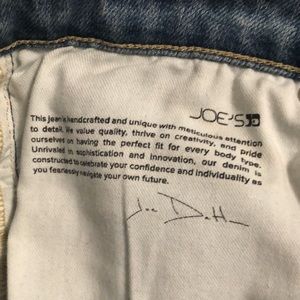 JOE'S
This jean is handcrafted and unique with meticulous attention
to detail. We value quality, thrive on creativity, and pride
ourselves on having the perfect fit for every body type.
Unrivaled in sophistication and innovation, our denim is
constructed to celebrate your confidence and individuality as
you fearlessly navigate your own future.
Joe